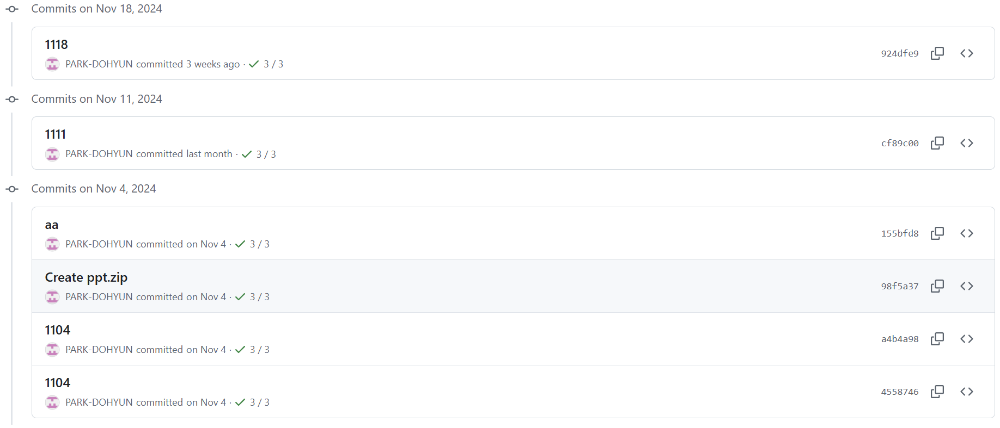 Commits on Nov 18, 2024
1118
PARK-DOHYUN committed 3 weeks ago · 3 / 3
924dfe9
Commits on Nov 11, 2024
1111
PARK-DOHYUN committed last month · 3 / 3
cf89c00
Commits on Nov 4, 2024
aa
PARK-DOHYUN committed on Nov 4 · 3 / 3
155bfd8
Create ppt.zip
PARK-DOHYUN committed on Nov 4 · 3 / 3
98f5a37
1104
PARK-DOHYUN committed on Nov 4 · 3 / 3
a4b4a98
1104
PARK-DOHYUN committed on Nov 4 · 3 / 3
4558746